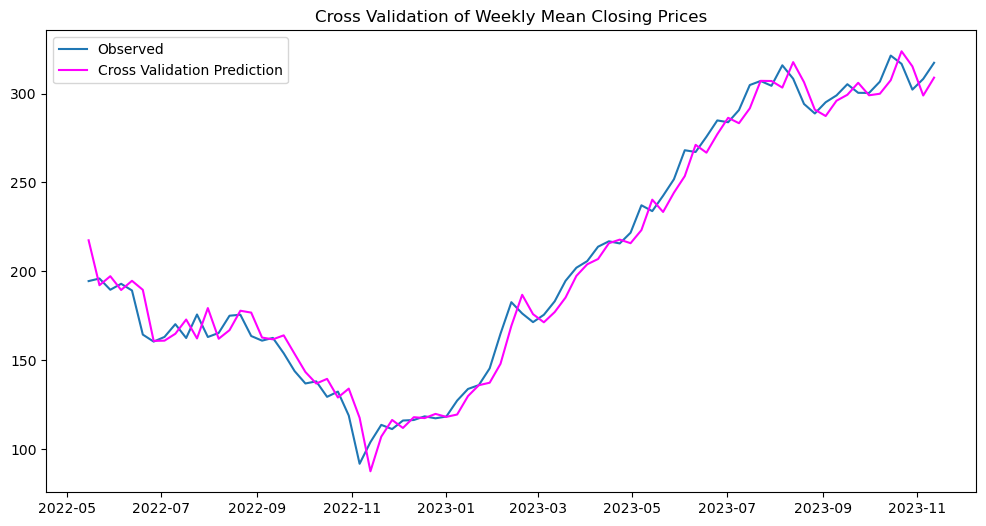 Cross Validation of Weekly Mean Closing Prices
Observed
Cross Validation Prediction
300
250
200
150
100
2022-05 2022-07 2022-09 2022-11 2023-01 2023-03 2023-05 2023-07 2023-09 2023-11